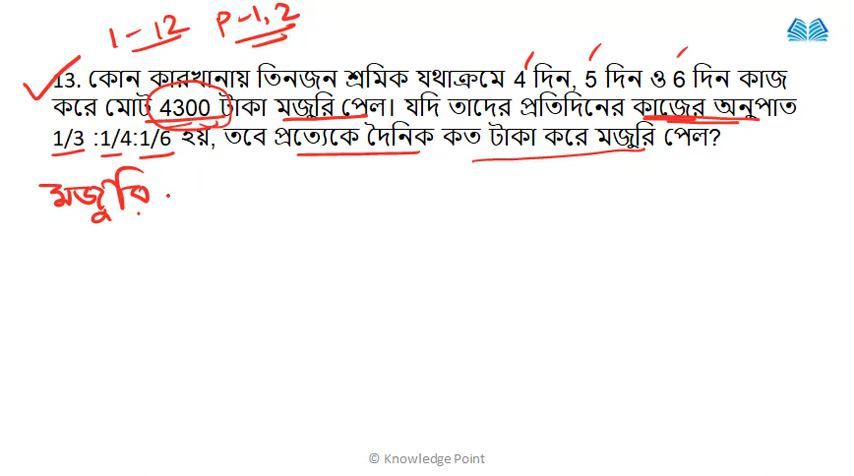 1-12 P-1,2
13. কোন কারখানায় তিনজন শ্রমিক যথাক্রমে 4 দিন, 5 দিন ও 6 দিন কাজ
করে মোট 4300 টাকা মজুরি পেল। যদি তাদের প্রতিদিনের কাজের অনুপাত
1/3 :1/4:1/6 হয়, তবে প্রত্যেকে দৈনিক কত টাকা করে মজুরি পেল?
মজুরি
© Knowledge Point